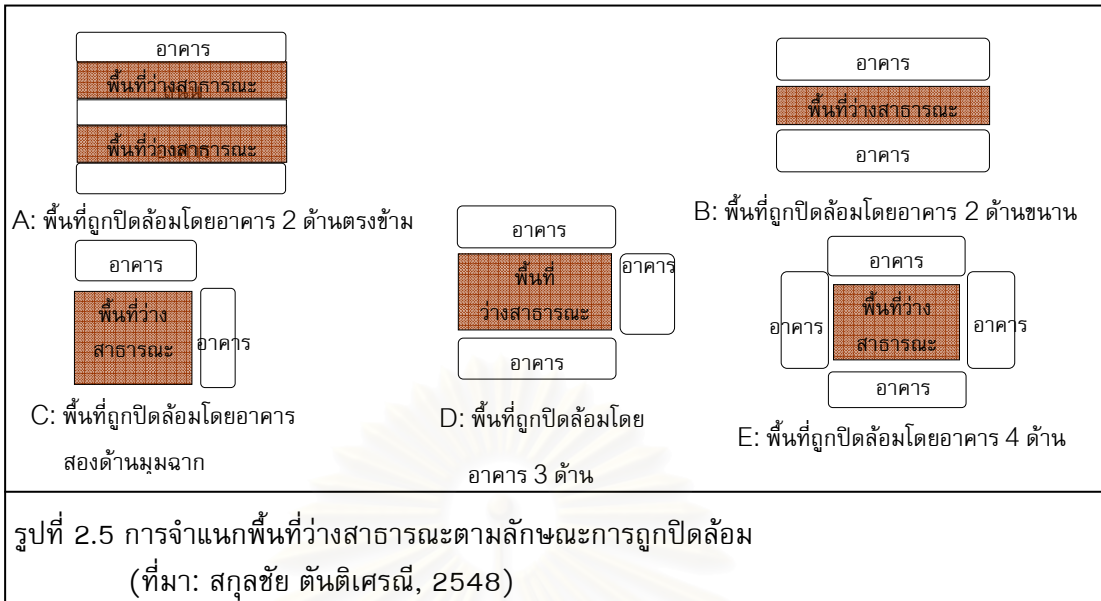 อาคาร
พื้นที่ว่างสาธารณะ
พื้นที่ว่างสาธารณะ
A: พื้นที่ถูกปิดล้อมโดยอาคาร 2 ด้านตรงข้าม
อาคาร
พื้นที่ว่างสาธารณะ
อาคาร
B: พื้นที่ถูกปิดล้อมโดยอาคาร 2 ด้านขนาน
อาคาร
พื้นที่ว่าง
สาธารณะ
อาคาร
C: พื้นที่ถูกปิดล้อมโดยอาคาร
สองด้านมุมฉาก
อาคาร
พื้นที่
ว่างสาธารณะ
อาคาร
อาคาร
D: พื้นที่ถูกปิดล้อมโดย
อาคาร 3 ด้าน
อาคาร
อาคาร
พื้นที่ว่าง
สาธารณะ
อาคาร
อาคาร
E: พื้นที่ถูกปิดล้อมโดยอาคาร 4 ด้าน
รูปที่ 2.5 การจำแนกพื้นที่ว่างสาธารณะตามลักษณะการถูกปิดล้อม
(ที่มา: สกุลชัย ตันติเศรณี, 2548)